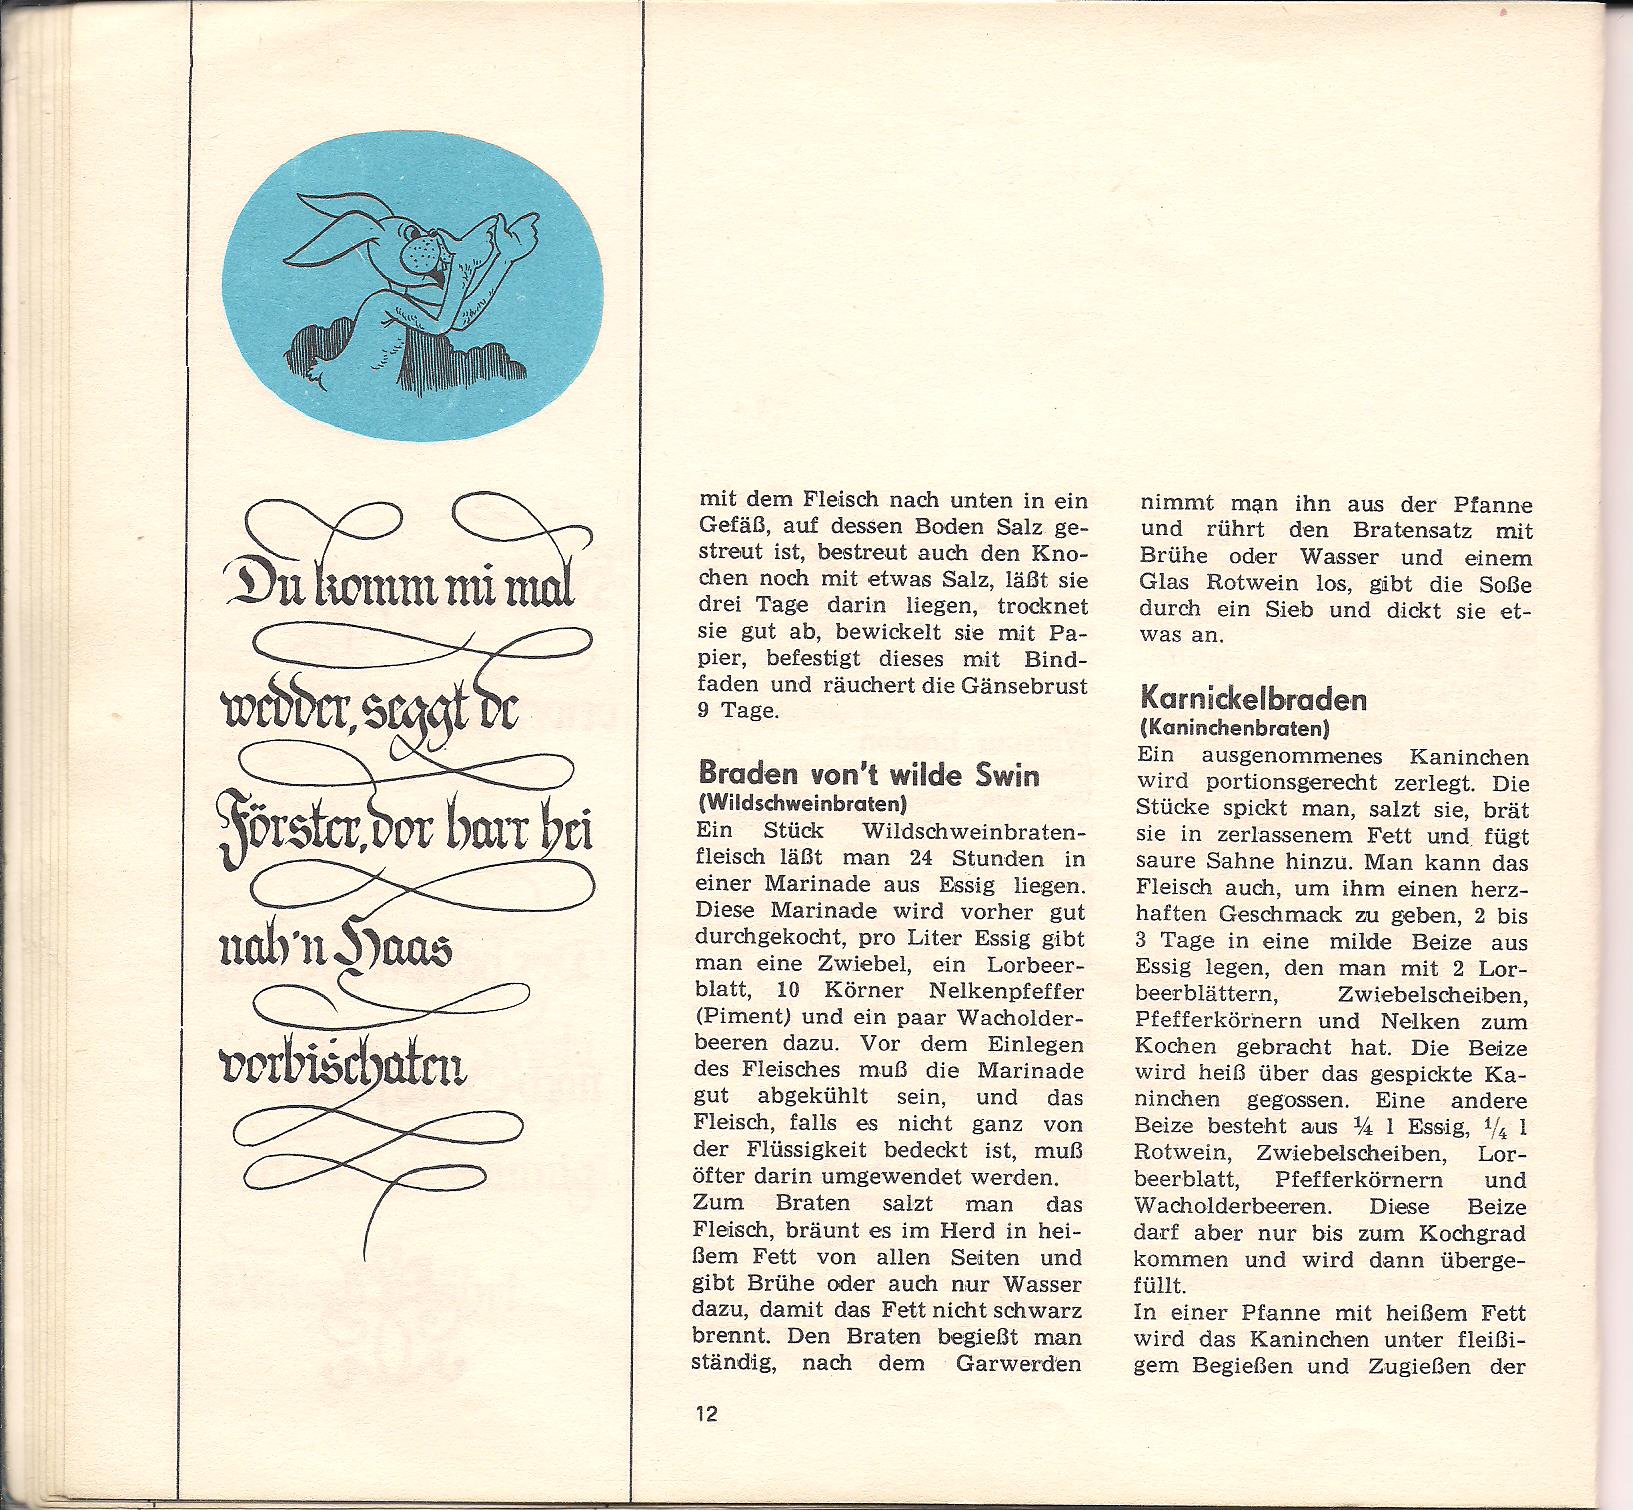 Du komm mi mal
wedder, seggt de
Förster, dor harr hei
nah'n Haas
vorbischaten
mit dem Fleisch nach unten in ein
Gefäß, auf dessen Boden Salz ge-
streut ist, bestreut auch den Kno-
chen noch mit etwas Salz, läßt sie
drei Tage darin liegen, trocknet
sie gut ab, bewickelt sie mit Pa-
pier, befestigt dieses mit Bind-
faden und räuchert die Gänsebrust
9 Tage.
Braden von't wilde Swin
(Wildschweinbraten)
Ein Stück Wildschweinbraten-
fleisch läßt man 24 Stunden in
einer Marinade aus Essig liegen.
Diese Marinade wird vorher gut
durchgekocht, pro Liter Essig gibt
man eine Zwiebel, ein Lorbeer-
blatt, 10 Körner Nelkenpfeffer
(Piment) und ein paar Wacholder-
beeren dazu. Vor dem Einlegen
des Fleisches muß die Marinade
gut abgekühlt sein, und das
Fleisch, falls es nicht ganz von
der Flüssigkeit bedeckt ist, muß
öfter darin umgewendet werden.
Zum Braten salzt man das
Fleisch, bräunt es im Herd in hei-
ßem Fett von allen Seiten und
gibt Brühe oder auch nur Wasser
dazu, damit das Fett nicht schwarz
brennt. Den Braten begießt man
ständig, nach dem Garwerden
nimmt man ihn aus der Pfanne
und rührt den Bratensatz mit
Brühe oder Wasser und einem
Glas Rotwein los, gibt die Soße
durch ein Sieb und dickt sie et-
was an.
Karnickelbraden
(Kaninchenbraten)
Ein ausgenommenes Kaninchen
wird portionsgerecht zerlegt. Die
Stücke spickt man, salzt sie, brät
sie in zerlassenem Fett und fügt
saure Sahne hinzu. Man kann das
Fleisch auch, um ihm einen herz-
haften Geschmack zu geben, 2 bis
3 Tage in eine milde Beize aus
Essig legen, den man mit 2 Lor-
beerblättern, Zwiebelscheiben,
Pfefferkörnern und Nelken zum
Kochen gebracht hat. Die Beize
wird heiß über das gespickte Ka-
ninchen gegossen. Eine andere
Beize besteht aus ¼ l Essig, ¼ l
Rotwein, Zwiebelscheiben, Lor-
beerblatt, Pfefferkörnern und
Wacholderbeeren. Diese Beize
darf aber nur bis zum Kochgrad
kommen und wird dann überge-
füllt.
In einer Pfanne mit heißem Fett
wird das Kaninchen unter fleißi-
gem Begießen und Zugießen der
12